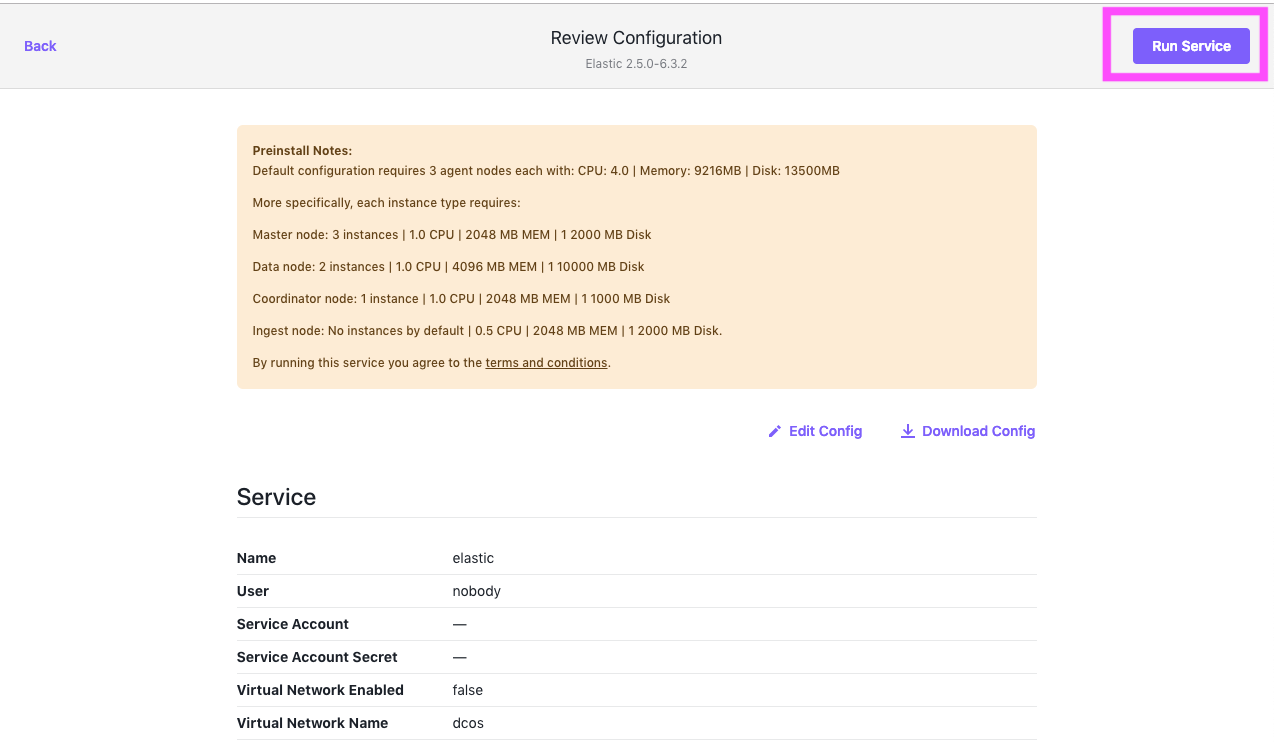 Back
Review Configuration
Elastic 2.5.0-6.3.2
Run Service
Preinstall Notes:
Default configuration requires 3 agent nodes each with: CPU: 4.0 | Memory: 9216MB | Disk: 13500MB
More specifically, each instance type requires:
Master node: 3 instances | 1.0 CPU | 2048 MB MEM | 1 2000 MB Disk
Data node: 2 instances | 1.0 CPU | 4096 MB MEM | 1 10000 MB Disk
Coordinator node: 1 instance | 1.0 CPU | 2048 MB MEM | 1 1000 MB Disk
Ingest node: No instances by default | 0.5 CPU | 2048 MB MEM | 1 2000 MB Disk.
By running this service you agree to the terms and conditions.
Edit Config
Download Config
Service
Name elastic
User nobody
Service Account —
Service Account Secret —
Virtual Network Enabled false
Virtual Network Name dcos